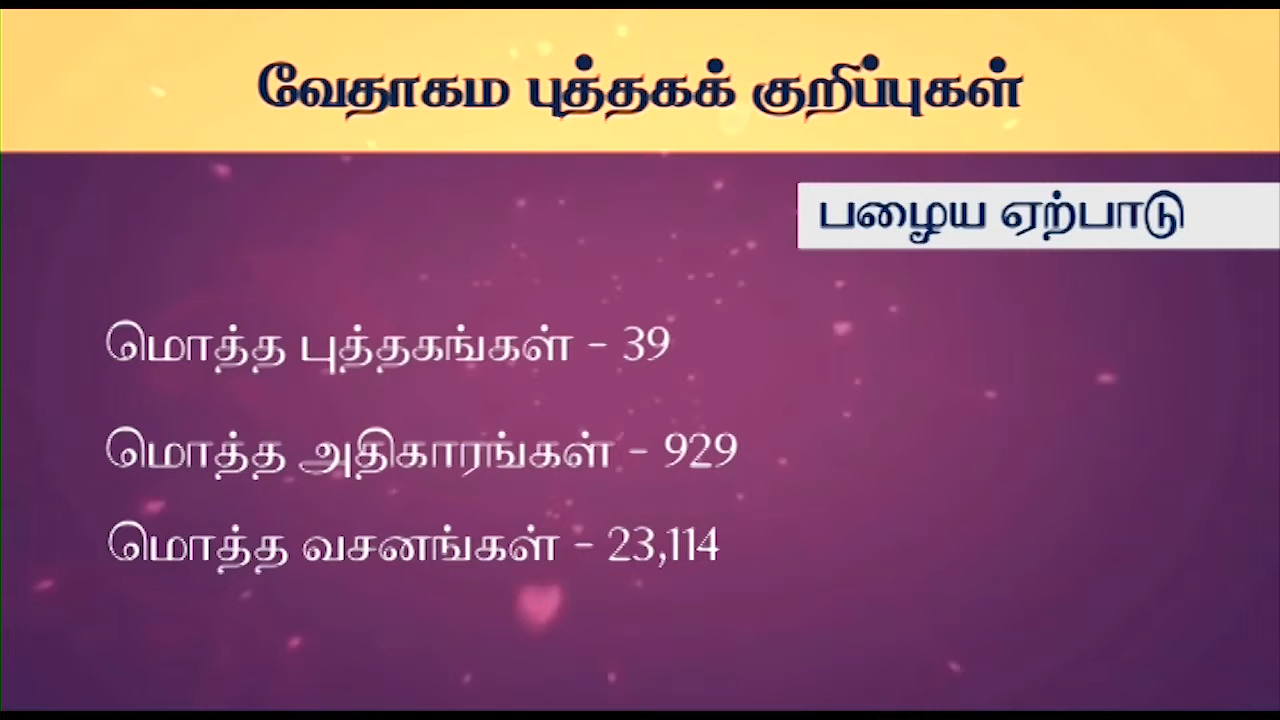 வேதாகம புத்தகக் குறிப்புகள்
பழைய ஏற்பாடு
மொத்த புத்தகங்கள் - 39
மொத்த அதிகாரங்கள் - 929
மொத்த வசனங்கள் - 23,114